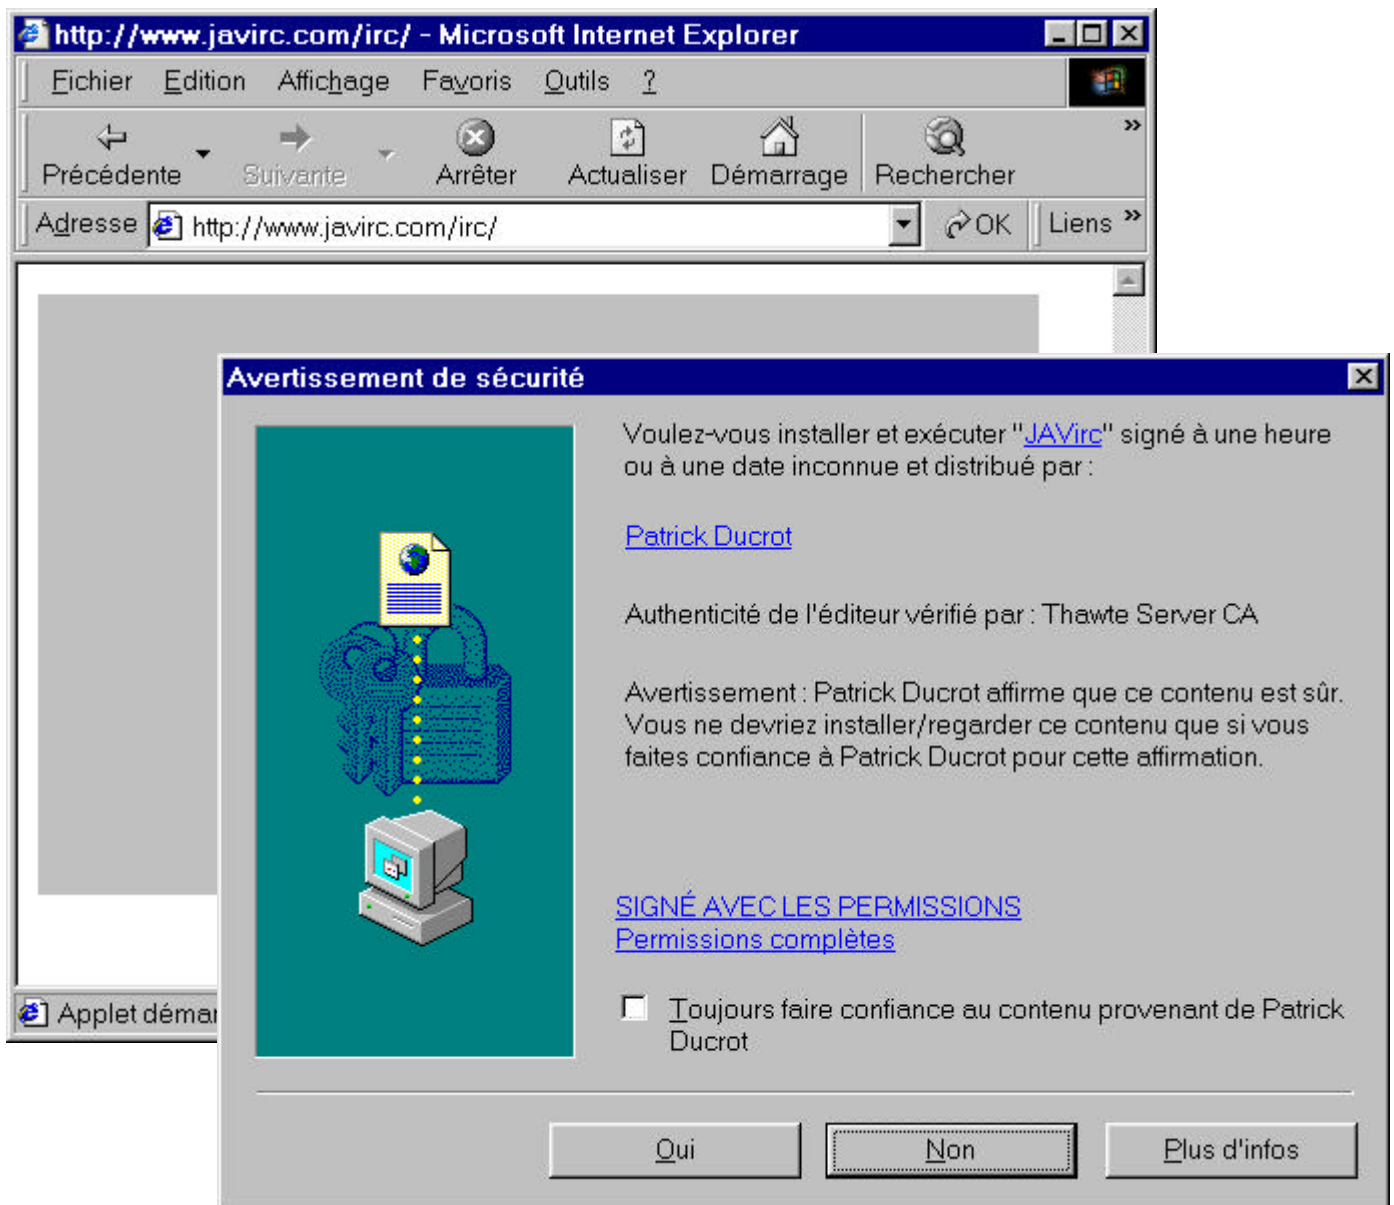 http://www.javirc.com/irc/ - Microsoft Internet Explorer
Fichier Edition Affichage Favoris Outils ?
Précédente Suivante Arrêter Actualiser Démarrage Rechercher »
Adresse http://www.javirc.com/irc/ OK Liens »
Avertissement de sécurité
Voulez-vous installer et exécuter "JAVirc" signé à une heure
ou à une date inconnue et distribué par :
Patrick Ducrot
Authenticité de l'éditeur vérifié par : Thawte Server CA
Avertissement : Patrick Ducrot affirme que ce contenu est sûr.
Vous ne devriez installer/regarder ce contenu que si vous
faites confiance à Patrick Ducrot pour cette affirmation.
SIGNÉ AVEC LES PERMISSIONS
Permissions complètes
Toujours faire confiance au contenu provenant de Patrick
Ducrot
Applet démar
Oui Non Plus d'infos